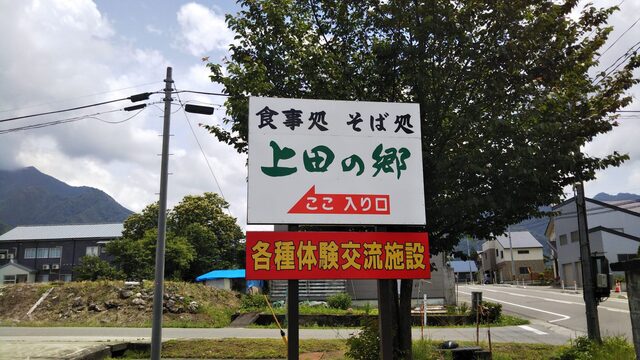 食事処 そば処
上田の郷
ここ 入り口
各種体験交流施設